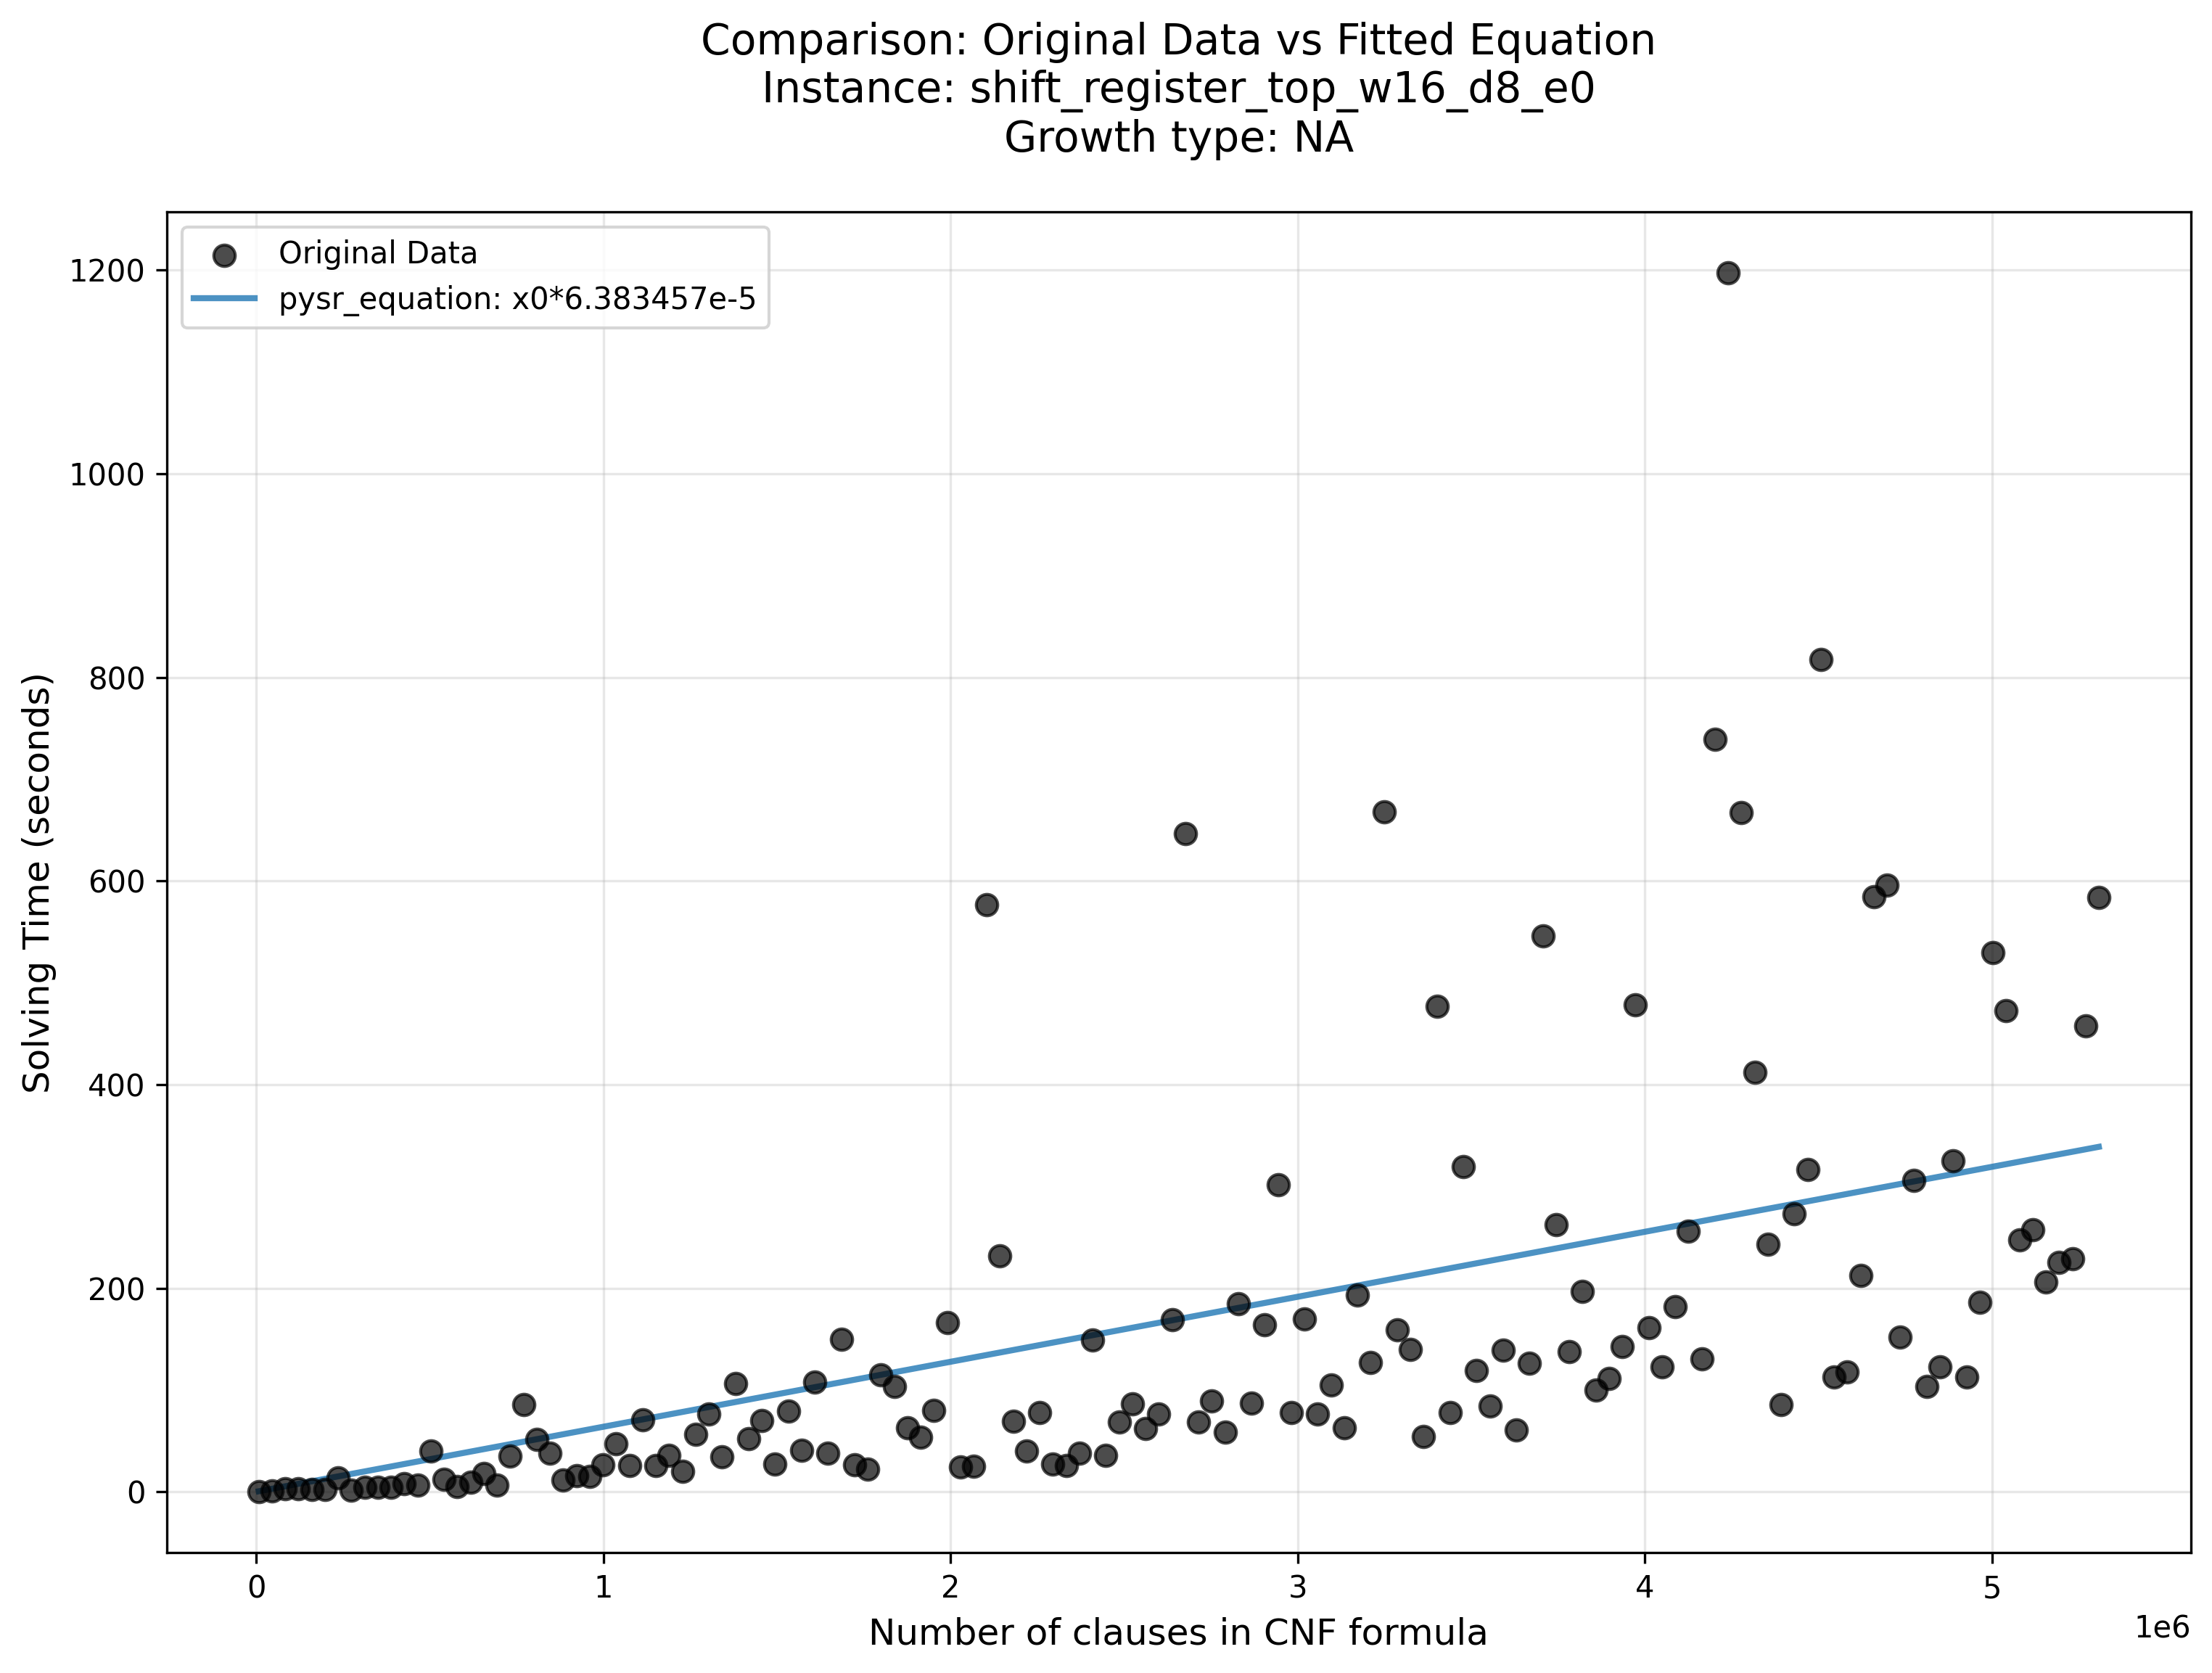 Comparison: Original Data vs Fitted Equation
Instance: shift_register_top_w16_d8_e0
Growth type: NA
Original Data
pysr_equation: x0*6.383457e-5
Solving Time (seconds)
1200
1000
800
600
400
200
0
0 1 2 3 4 5
1e6
Number of clauses in CNF formula